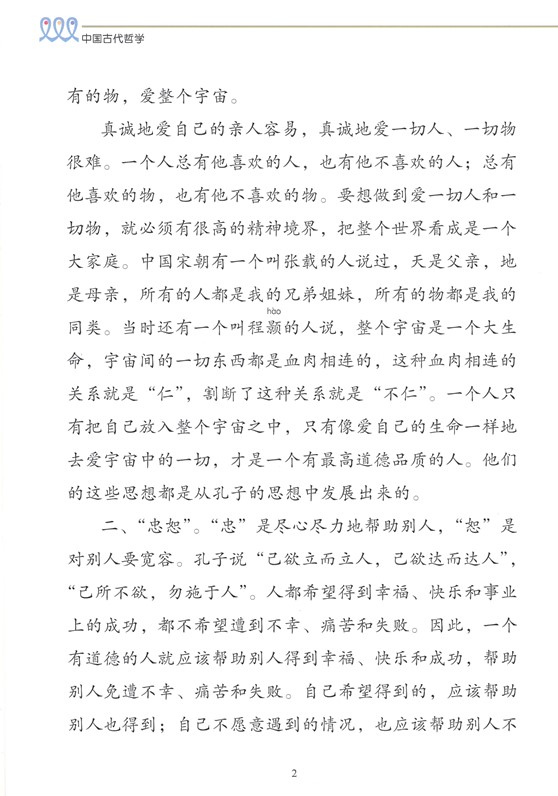 中国古代哲学
有的物，爱整个宇宙。
真诚地爱自己的亲人容易，真诚地爱一切人、一切物
很难。一个人总有他喜欢的人，也有他不喜欢的人；总有
他喜欢的物，也有他不喜欢的物。要想做到爱一切人和一
切物，就必须有很高的精神境界，把整个世界看成是一个
大家庭。中国宋朝有一个叫张载的人说过，天是父亲，地
是母亲，所有的人都是我的兄弟姐妹，所有的物都是我的
hào
同类。当时还有一个叫程颢的人说，整个宇宙是一个大生
命，宇宙间的一切东西都是血肉相连的，这种血肉相连的
关系就是“仁”，割断了这种关系就是“不仁”。一个人只
有把自己放入整个宇宙之中，只有像爱自己的生命一样地
去爱宇宙中的一切，才是一个有最高道德品质的人。他们
的这些思想都是从孔子的思想中发展出来的。
二、“忠恕”。“忠”是尽心尽力地帮助别人，“恕”是
对别人要宽容。孔子说“己欲立而立人，己欲达而达人”，
“己所不欲，勿施于人”。人都希望得到幸福、快乐和事业
上的成功，都不希望遭到不幸、痛苦和失败。因此，一个
有道德的人就应该帮助别人得到幸福、快乐和成功，帮助
别人免遭不幸、痛苦和失败。自己希望得到的，应该帮助
别人也得到；自己不愿意遇到的情况，也应该帮助别人不
2